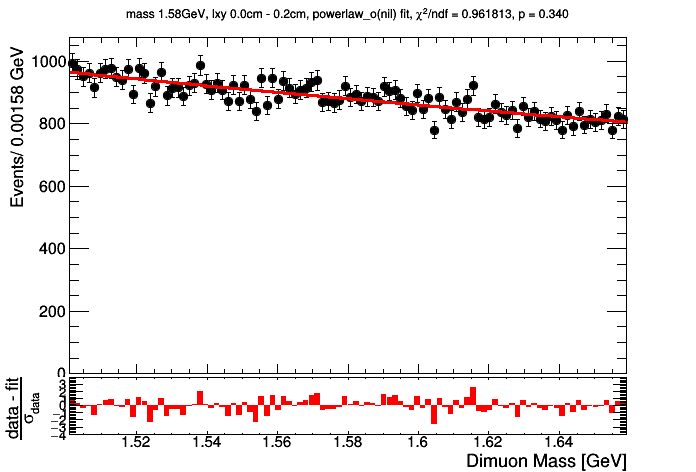 mass 1.58GeV, lxy 0.0cm - 0.2cm, powerlaw_o(nil) fit, χ²/ndf = 0.961813, p = 0.340
Events/ 0.00158 GeV
1000
800
600
400
200
0
data - fit
σdata
3
2
1
0
−1
−2
−3
−4
1.52 1.54 1.56 1.58 1.6 1.62 1.64
Dimuon Mass [GeV]